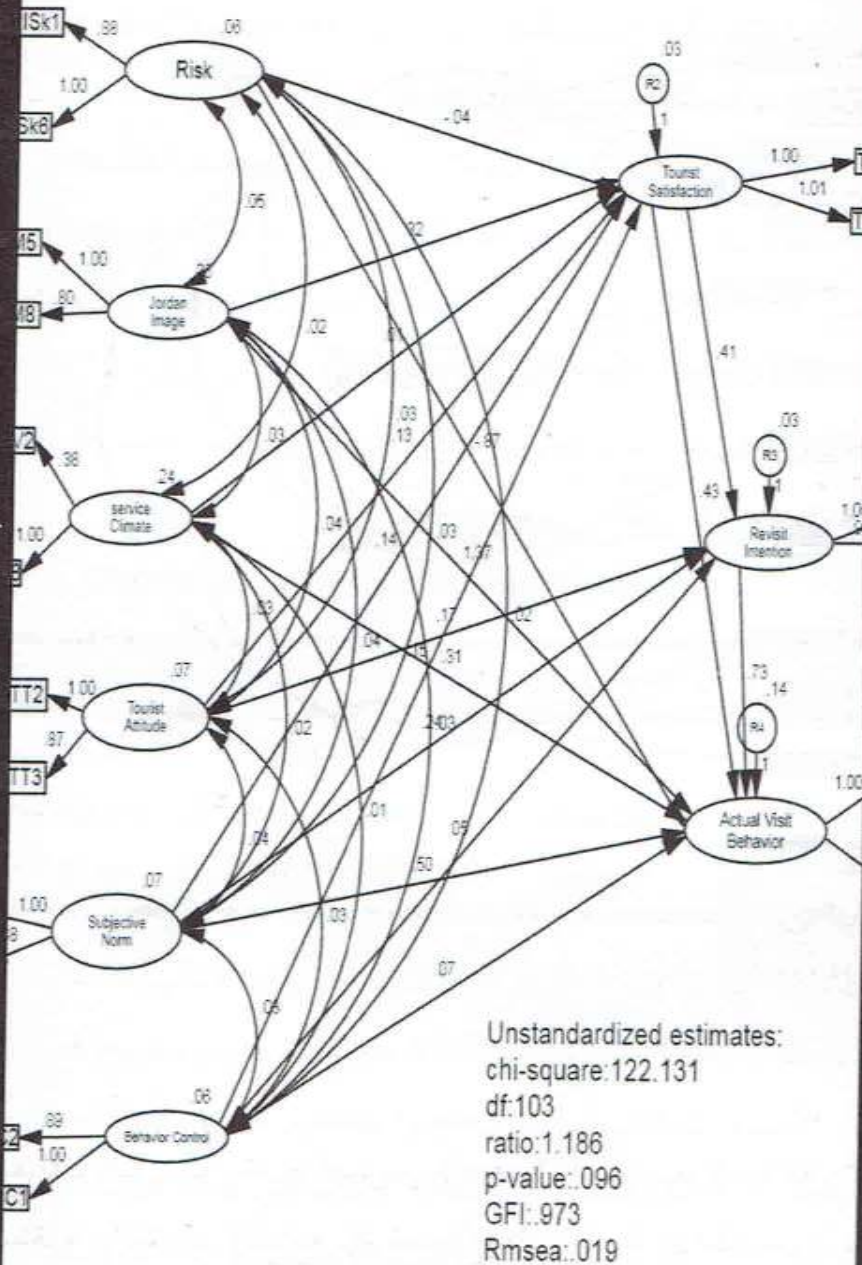 ISk1
.88
.06
Risk
1.00
Sk6
.03
R2
1
-.04
Tourist
Satisfaction
1.00
1.01
.05
M5
1.00
.80
M8
Jordan
Image
.02
.03
.03
.13
-.87
.41
.43
.03
R3
1
Revisit
Intention
.38
.24
service
Climate
1.00
.04
.14
.03
1.37
.02
.17
.31
.04
.73
.14
R4
1
TT2
1.00
.07
Tourist
Attitude
.87
TT3
.02
.01
.04
Actual Visit
Behavior
1.00
1.00
.07
Subjective
Norm
.50
.03
.07
.06
Behavior Control
.89
1.00
C1
Unstandardized estimates:
chi-square:122.131
df:103
ratio:1.186
p-value:.096
GFI:.973
Rmsea:.019